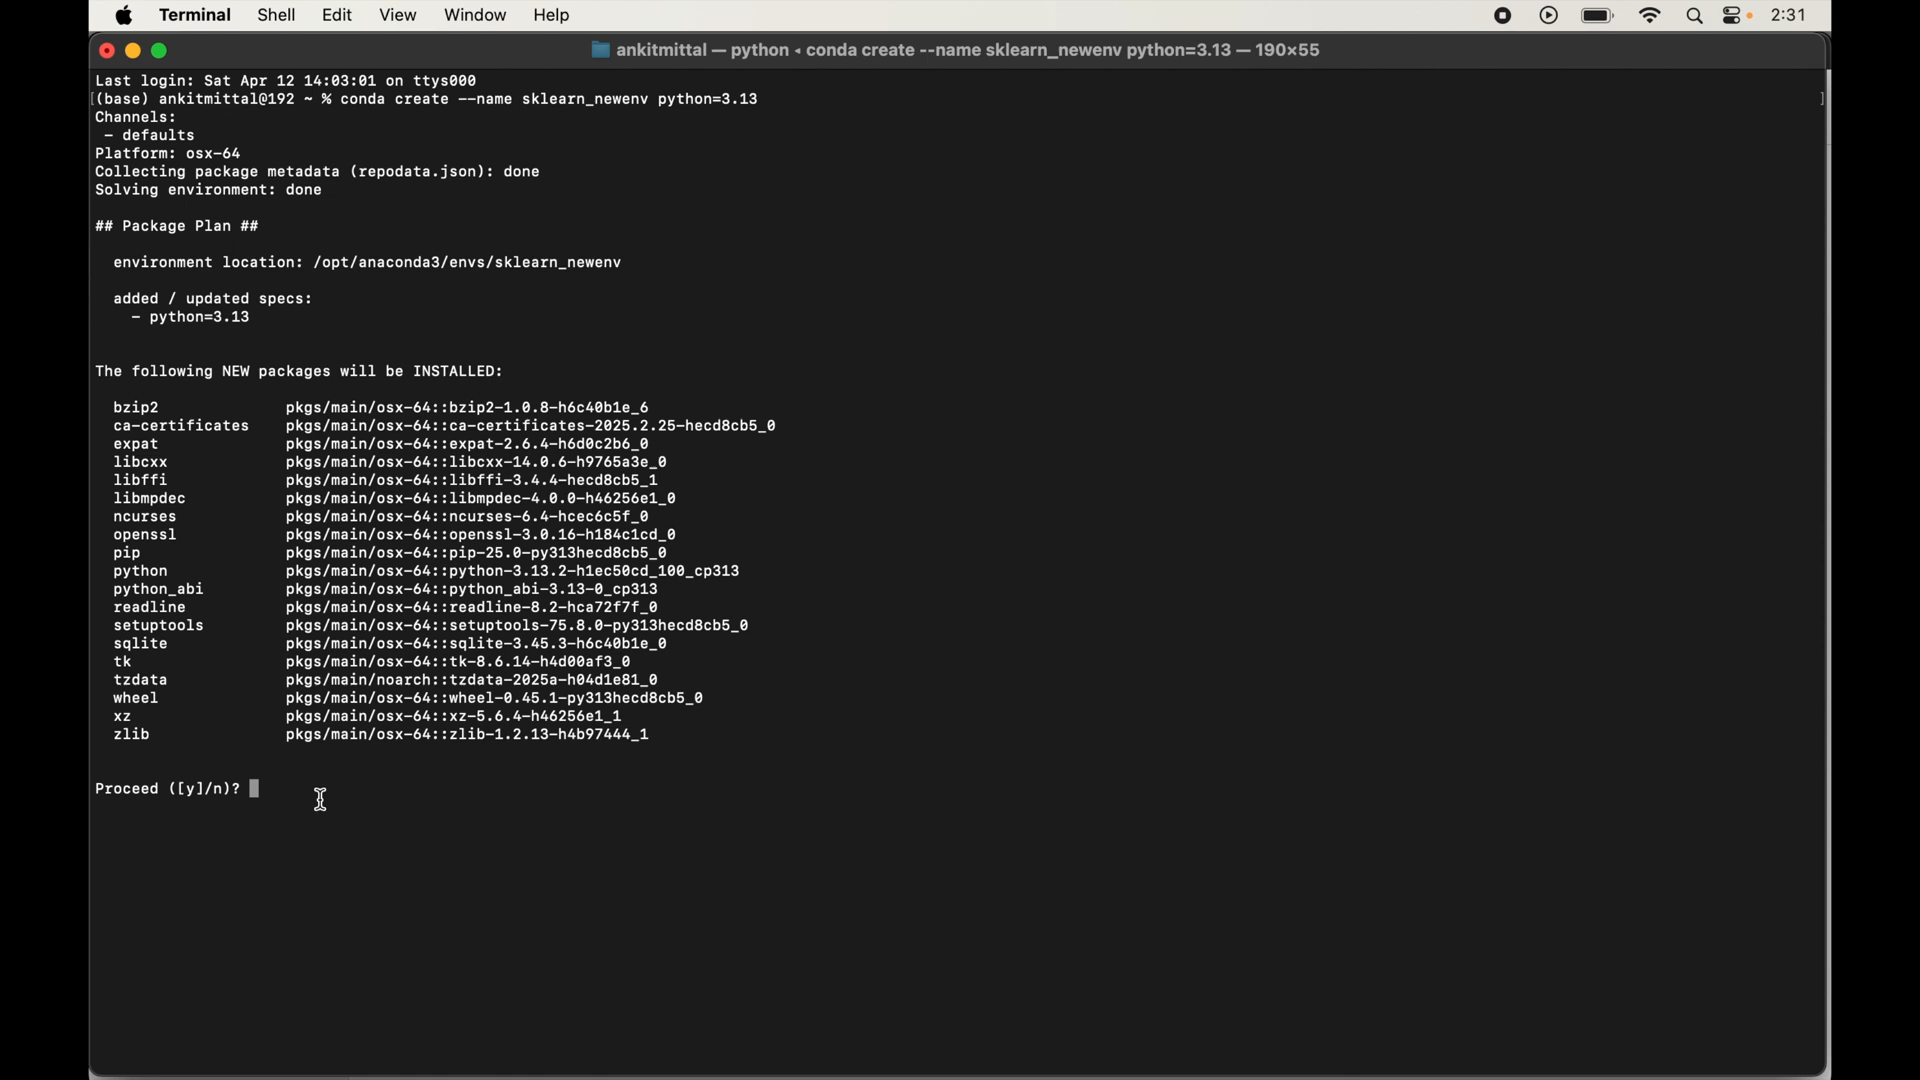 Terminal Shell Edit View Window Help 2:31
ankitmittal — python ◂ conda create --name sklearn_newenv python=3.13 — 190×55
Last login: Sat Apr 12 14:03:01 on ttys000
[(base) ankitmittal@192 ~ % conda create --name sklearn_newenv python=3.13 ]
Channels:
- defaults
Platform: osx-64
Collecting package metadata (repodata.json): done
Solving environment: done
## Package Plan ##
environment location: /opt/anaconda3/envs/sklearn_newenv
added / updated specs:
- python=3.13
The following NEW packages will be INSTALLED:
bzip2 pkgs/main/osx-64::bzip2-1.0.8-h6c40b1e_6
ca-certificates pkgs/main/osx-64::ca-certificates-2025.2.25-hecd8cb5_0
expat pkgs/main/osx-64::expat-2.6.4-h6d0c2b6_0
libcxx pkgs/main/osx-64::libcxx-14.0.6-h9765a3e_0
libffi pkgs/main/osx-64::libffi-3.4.4-hecd8cb5_1
libmpdec pkgs/main/osx-64::libmpdec-4.0.0-h46256e1_0
ncurses pkgs/main/osx-64::ncurses-6.4-hcec6c5f_0
openssl pkgs/main/osx-64::openssl-3.0.16-h184c1cd_0
pip pkgs/main/osx-64::pip-25.0-py313hecd8cb5_0
python pkgs/main/osx-64::python-3.13.2-h1ec50cd_100_cp313
python_abi pkgs/main/osx-64::python_abi-3.13-0_cp313
readline pkgs/main/osx-64::readline-8.2-hca72f7f_0
setuptools pkgs/main/osx-64::setuptools-75.8.0-py313hecd8cb5_0
sqlite pkgs/main/osx-64::sqlite-3.45.3-h6c40b1e_0
tk pkgs/main/osx-64::tk-8.6.14-h4d00af3_0
tzdata pkgs/main/noarch::tzdata-2025a-h04d1e81_0
wheel pkgs/main/osx-64::wheel-0.45.1-py313hecd8cb5_0
xz pkgs/main/osx-64::xz-5.6.4-h46256e1_1
zlib pkgs/main/osx-64::zlib-1.2.13-h4b97444_1
Proceed ([y]/n)?